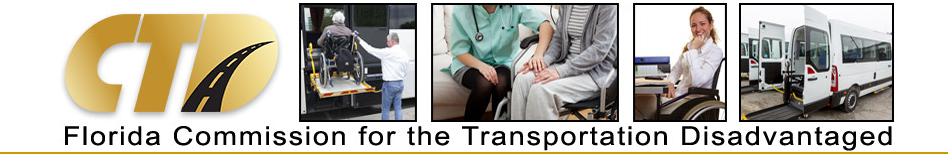 CTD
Florida Commission for the Transportation Disadvantaged